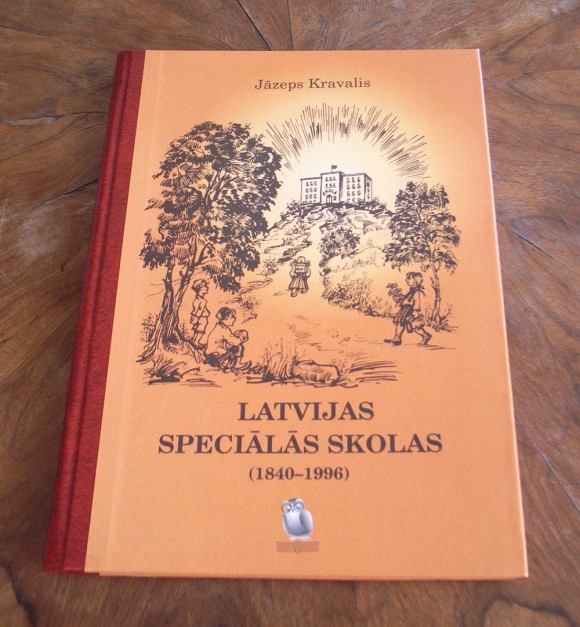 Jāzeps Kravalis
LATVIJAS
SPECIĀLĀS SKOLAS
(1840–1996)